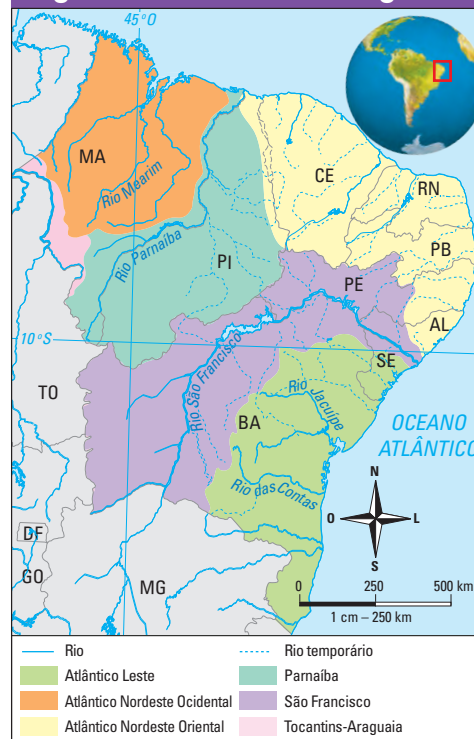 45°O
MA
Rio Mearim
CE
RN
Rio Parnaíba
PI
PB
PE
AL
10°S
SE
TO
Rio São Francisco
Rio Jacuípe
BA
OCEANO
ATLÂNTICO
Rio das Contas
N
O
L
S
DF
GO
MG
0 250 500 km
1 cm – 250 km
Rio
Rio temporário
Atlântico Leste
Parnaíba
Atlântico Nordeste Ocidental
São Francisco
Atlântico Nordeste Oriental
Tocantins-Araguaia